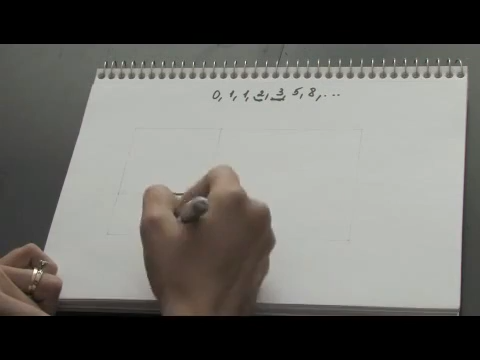 0, 1, 1, 2, 3, 5, 8, ...